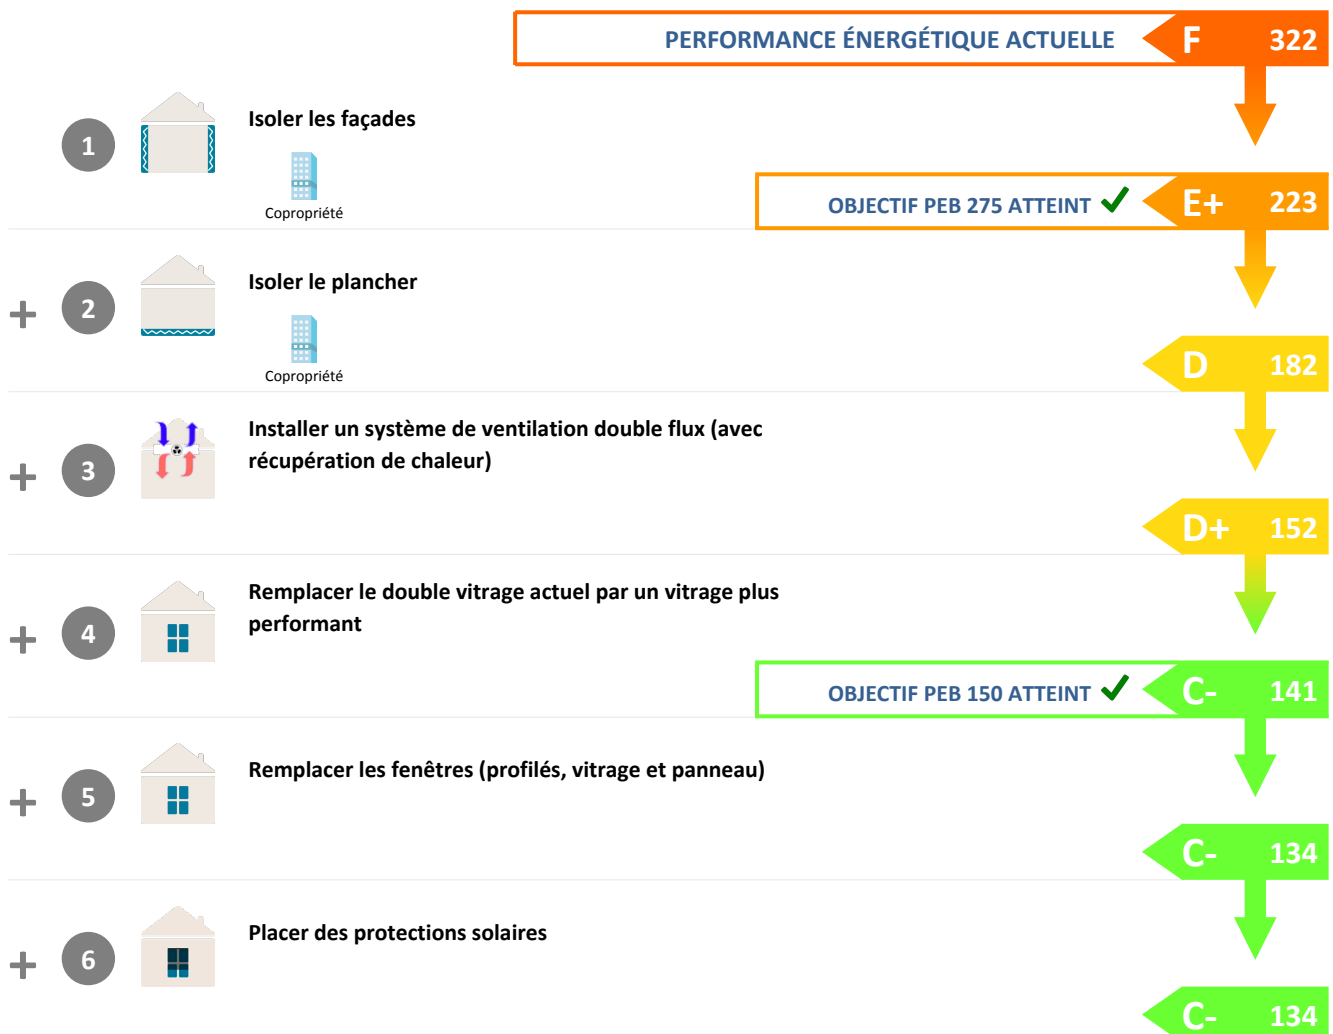 PERFORMANCE ÉNERGÉTIQUE ACTUELLE F 322
1 Isoler les façades
Copropriété
OBJECTIF PEB 275 ATTEINT E+ 223
+ 2 Isoler le plancher
Copropriété
D 182
+ 3 Installer un système de ventilation double flux (avec
récupération de chaleur)
D+ 152
+ 4 Remplacer le double vitrage actuel par un vitrage plus
performant
OBJECTIF PEB 150 ATTEINT C- 141
+ 5 Remplacer les fenêtres (profilés, vitrage et panneau)
C- 134
+ 6 Placer des protections solaires
C- 134